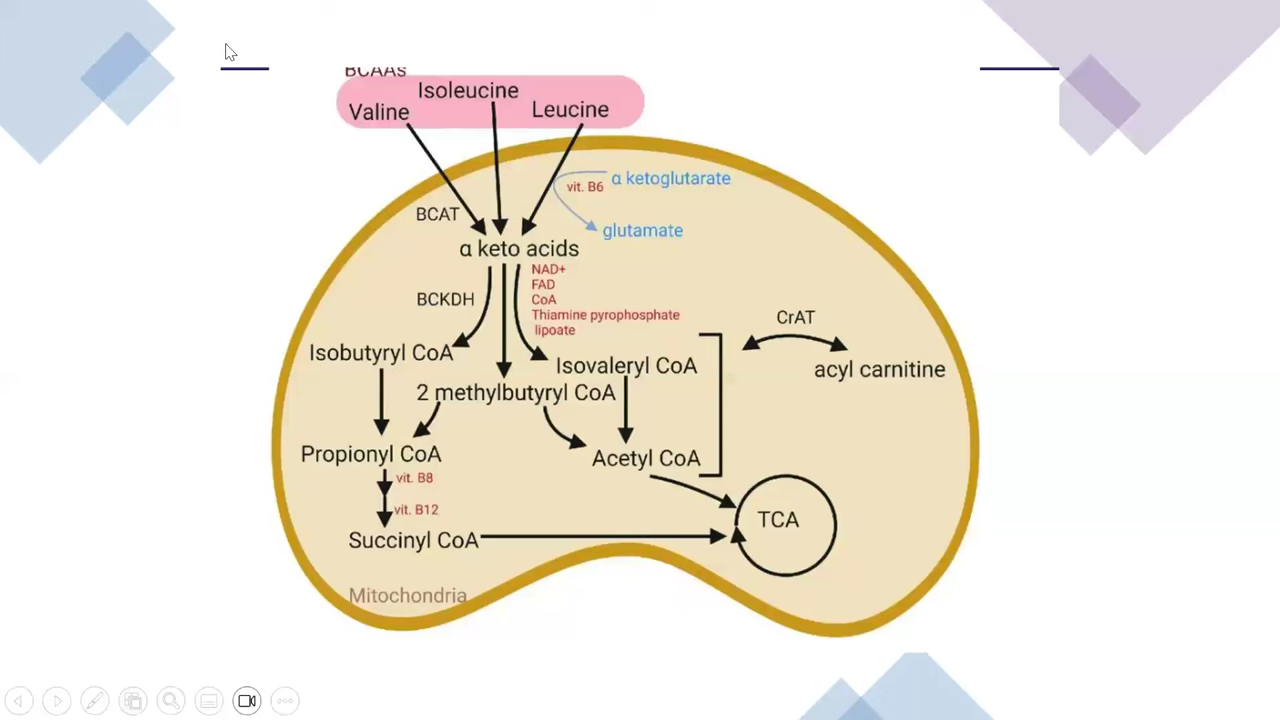 BCAAs
Isoleucine
Valine
Leucine
vit. B6
α ketoglutarate
BCAT
glutamate
α keto acids
NAD+
FAD
BCKDH
CoA
Thiamine pyrophosphate
lipoate
CrAT
Isobutyryl CoA
Isovaleryl CoA
acyl carnitine
2 methylbutyryl CoA
Propionyl CoA
Acetyl CoA
vit. B8
vit. B12
TCA
Succinyl CoA
Mitochondria